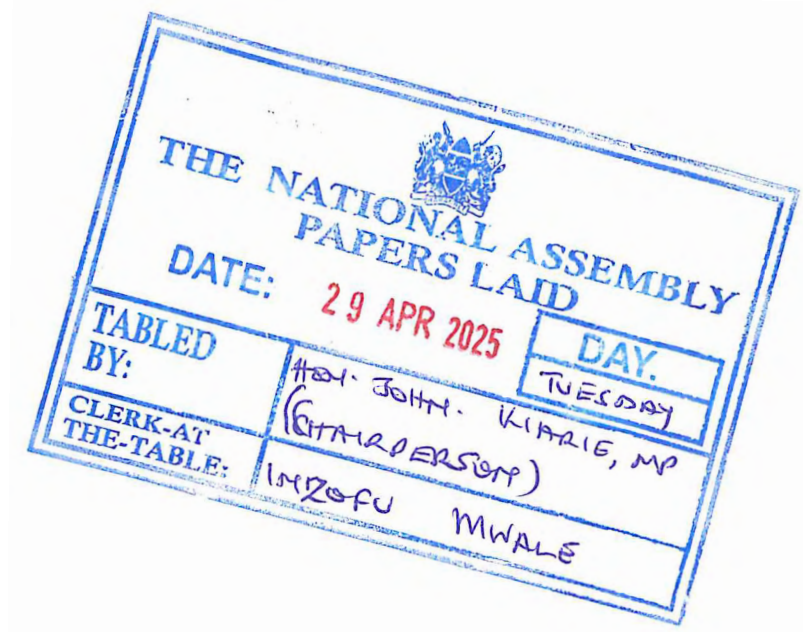 THE NATIONAL ASSEMBLY
PAPERS LAID
DATE: 29 APR 2025
DAY.
TUESDAY
TABLED
BY:
HON. JOHN. KIARIE, MP
(CHAIRPERSON)
CLERK-AT
THE-TABLE:
INZOFU MWALE